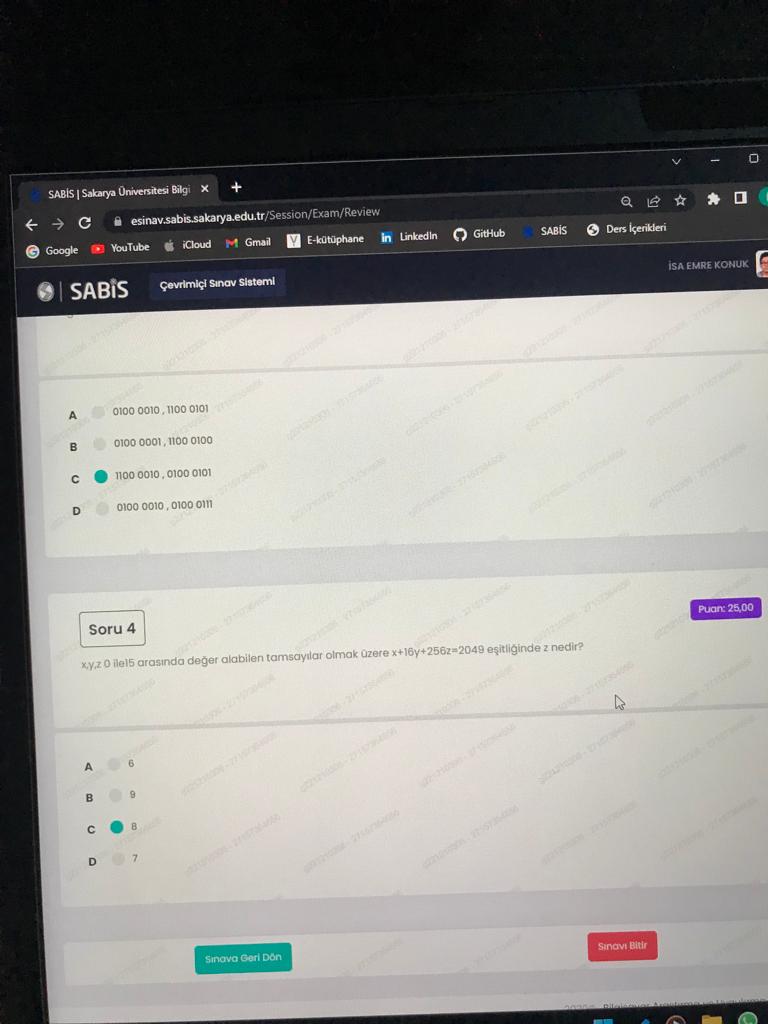 SABİS | Sakarya Üniversitesi Bilgi
esinav.sabis.sakarya.edu.tr/Session/Exam/Review
Google YouTube iCloud Gmail E-kütüphane LinkedIn GitHub SABİS Ders İçerikleri
SABİS Çevrimiçi Sınav Sistemi İSA EMRE KONUK
A 0100 0010 , 1100 0101
B 0100 0001 , 1100 0100
C 1100 0010 , 0100 0101
D 0100 0010 , 0100 0111
Soru 4 Puan: 25,00
x,y,z 0 ile15 arasında değer alabilen tamsayılar olmak üzere x+16y+256z=2049 eşitliğinde z nedir?
A 6
B 9
C 8
D 7
Sınava Geri Dön Sınavı Bitir